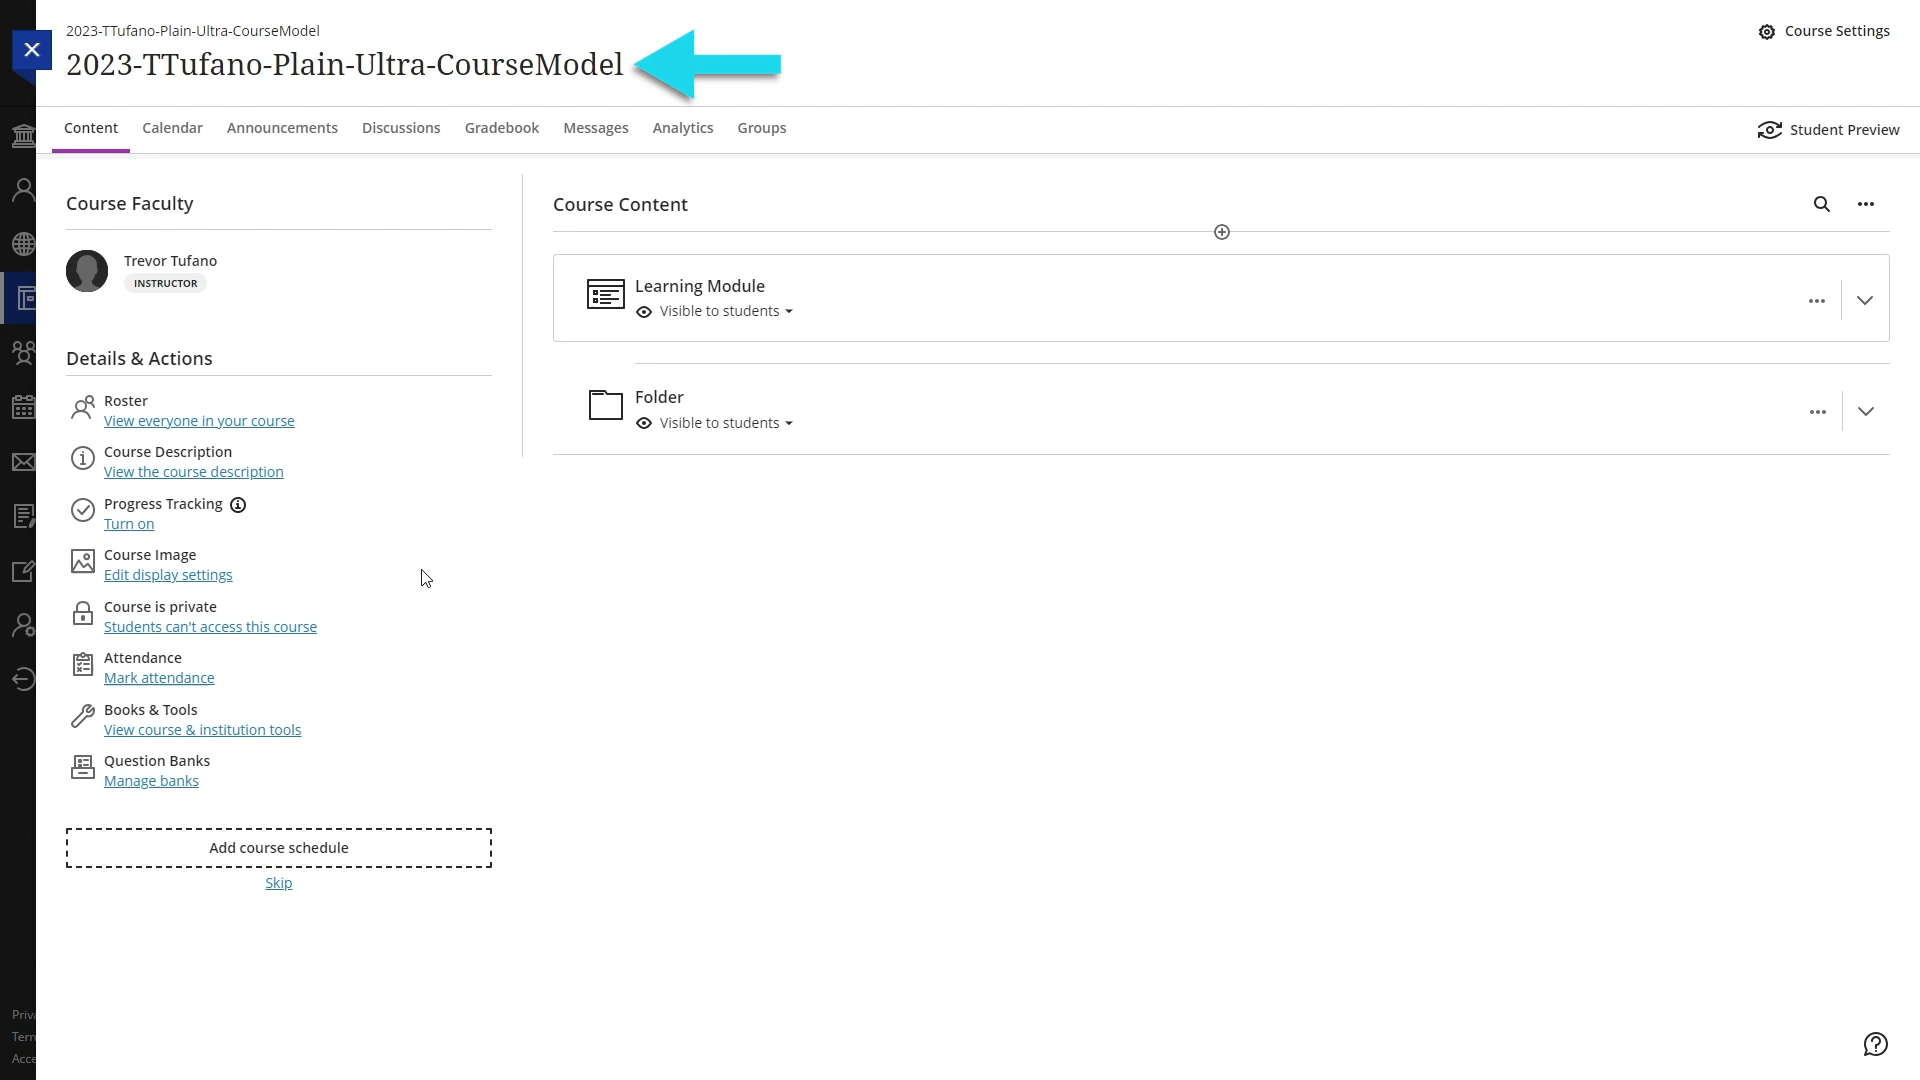 2023-TTufano-Plain-Ultra-CourseModel
2023-TTufano-Plain-Ultra-CourseModel
Course Settings
Content Calendar Announcements Discussions Gradebook Messages Analytics Groups
Student Preview
Course Faculty
Trevor Tufano
INSTRUCTOR
Details & Actions
Roster
View everyone in your course
Course Description
View the course description
Progress Tracking
Turn on
Course Image
Edit display settings
Course is private
Students can't access this course
Attendance
Mark attendance
Books & Tools
View course & institution tools
Question Banks
Manage banks
Add course schedule
Skip
Course Content
Learning Module
Visible to students
Folder
Visible to students
Priva
Term
Acce